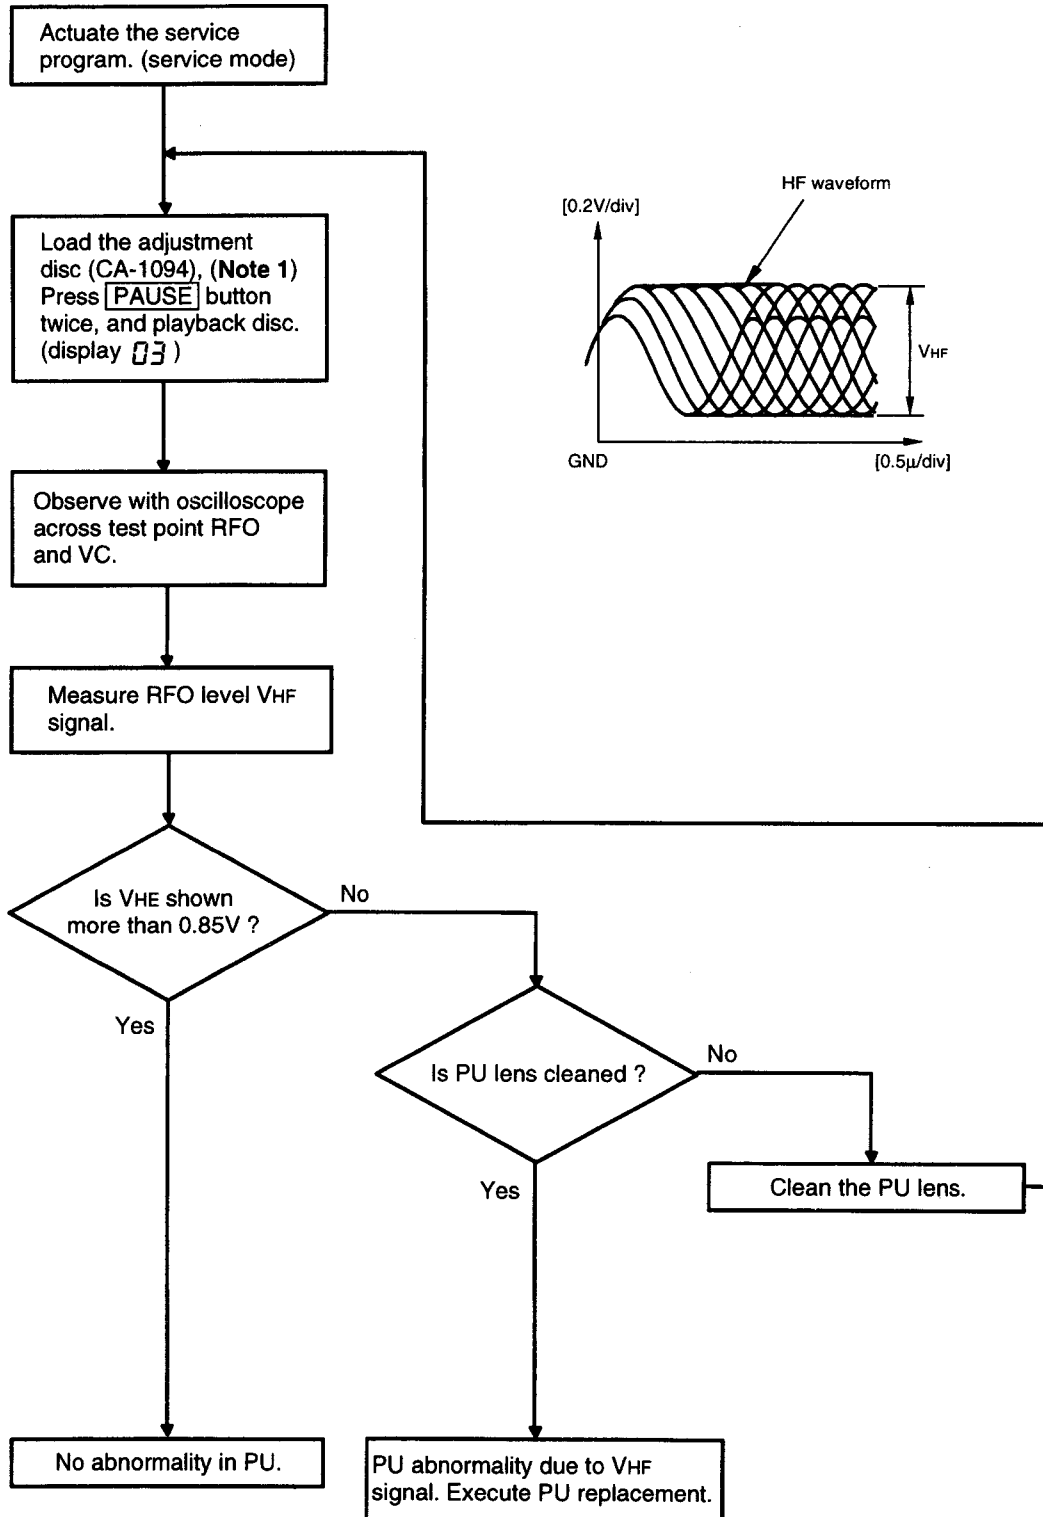 Actuate the service
program. (service mode)
Load the adjustment
disc (CA-1094), (Note 1)
Press PAUSE button
twice, and playback disc.
(display 03 )
Observe with oscilloscope
across test point RFO
and VC.
Measure RFO level VHF
signal.
Is VHE shown
more than 0.85V ?
No
Yes
Is PU lens cleaned ?
No
Yes
Clean the PU lens.
No abnormality in PU.
PU abnormality due to VHF
signal. Execute PU replacement.
HF waveform
[0.2V/div]
VHF
GND
[0.5µ/div]